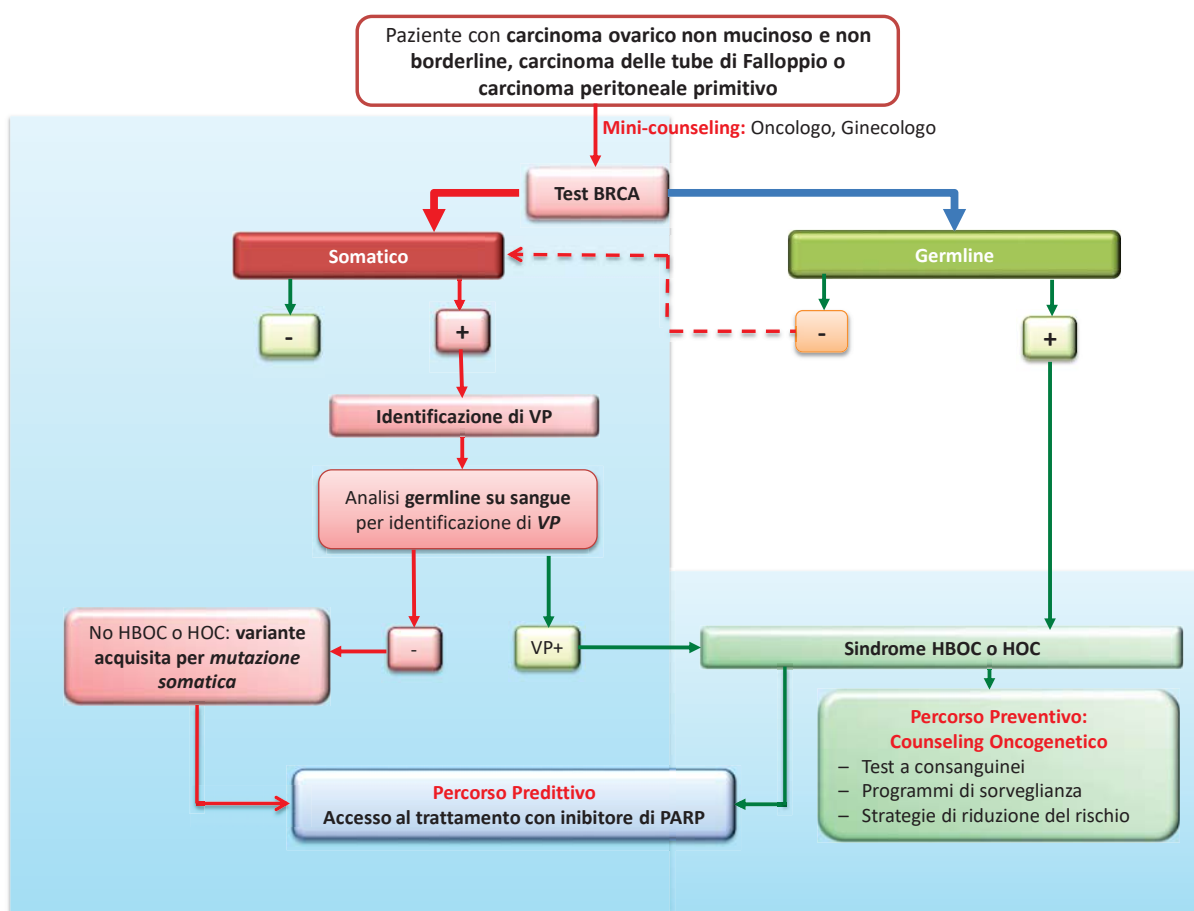 Paziente con carcinoma ovarico non mucinoso e non
borderline, carcinoma delle tube di Falloppio o
carcinoma peritoneale primitivo
Mini-counseling: Oncologo, Ginecologo
Test BRCA
Somatico
Germline
-
+
-
+
Identificazione di VP
Analisi germline su sangue
per identificazione di VP
No HBOC o HOC: variante
acquisita per mutazione
somatica
-
VP+
Sindrome HBOC o HOC
Percorso Preventivo:
Counseling Oncogenetico
– Test a consanguinei
– Programmi di sorveglianza
– Strategie di riduzione del rischio
Percorso Predittivo
Accesso al trattamento con inibitore di PARP